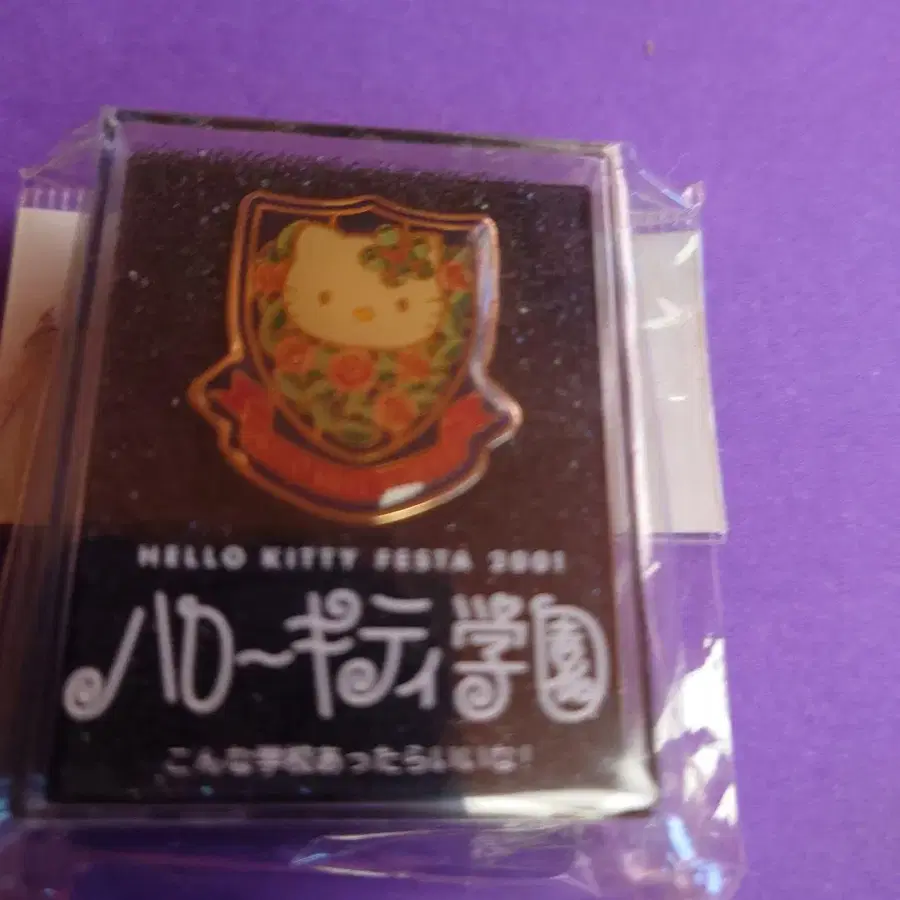 HELLO KITTY FESTA 2001
ハローキティ学園
こんな学校あったらいいな!